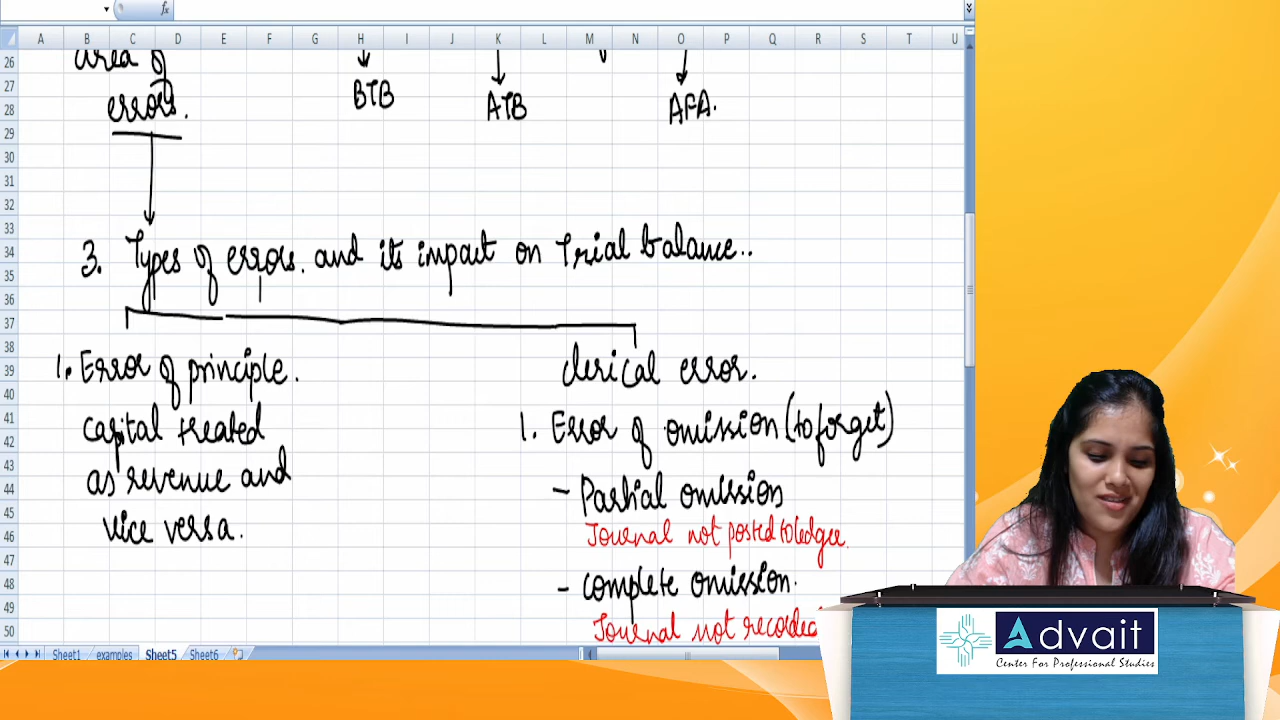 fx
A B C D E F G H I J K L M N O P Q R S T U
26
27
28
29
30
31
32
33
34
35
36
37
38
39
40
41
42
43
44
45
46
47
48
49
50
area of
errors.
BTB
ATB
AFA.
3. Types of errors. and its impact on Trial balance..
1. Error of principle.
capital treated
as revenue and
vice versa.
clerical error.
1. Error of omission (to forget)
- Partial omission
Journal not posted to ledger.
- complete omission.
Journal not recorded
Sheet1 examples Sheet5 Sheet6
Advait
Center For Professional Studies